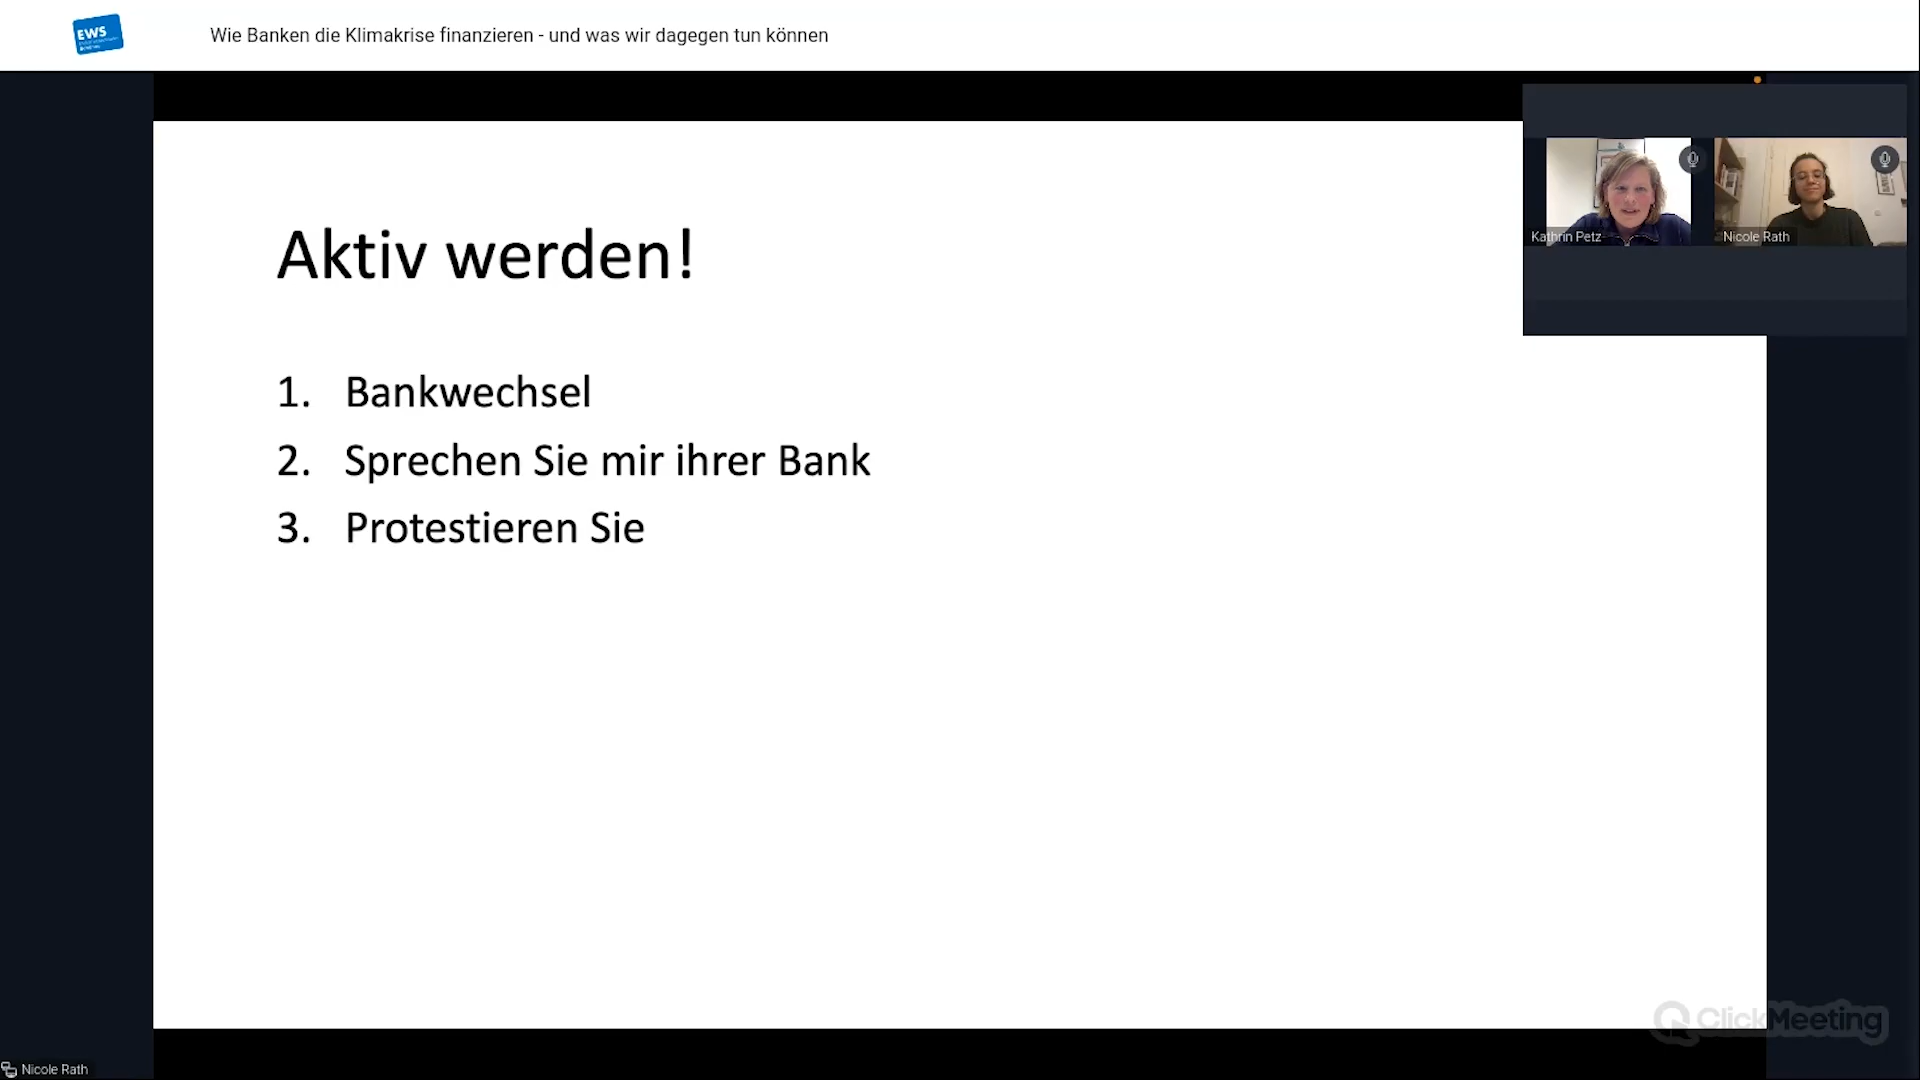 EWS
Wie Banken die Klimakrise finanzieren - und was wir dagegen tun können
Kathrin Petz
Nicole Rath
Aktiv werden!
1. Bankwechsel
2. Sprechen Sie mir ihrer Bank
3. Protestieren Sie
ClickMeeting
Nicole Rath